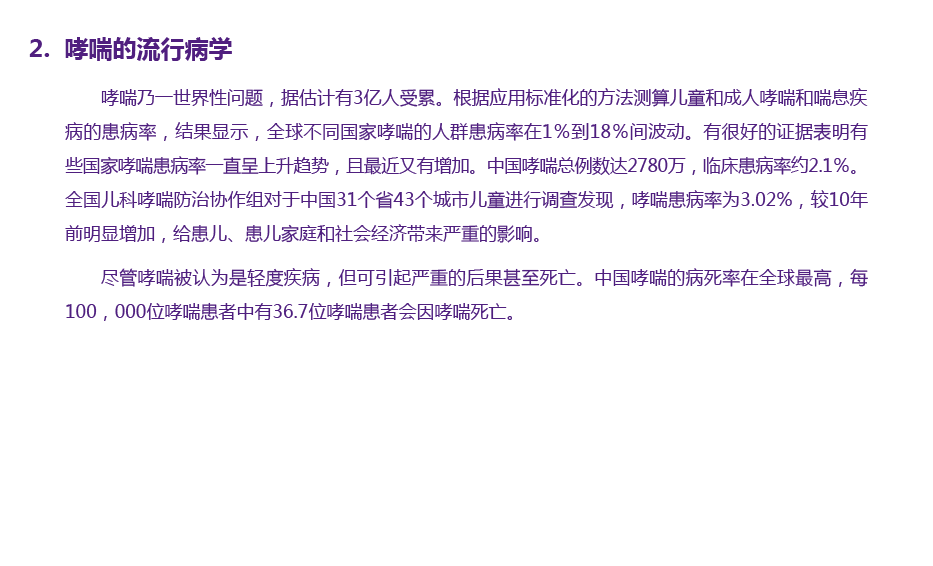 2. 哮喘的流行病学
哮喘乃一世界性问题，据估计有3亿人受累。根据应用标准化的方法测算儿童和成人哮喘和喘息疾
病的患病率，结果显示，全球不同国家哮喘的人群患病率在1%到18%间波动。有很好的证据表明有
些国家哮喘患病率一直呈上升趋势，且最近又有增加。中国哮喘总例数达2780万，临床患病率约2.1%。
全国儿科哮喘防治协作组对于中国31个省43个城市儿童进行调查发现，哮喘患病率为3.02%，较10年
前明显增加，给患儿、患儿家庭和社会经济带来严重的影响。
尽管哮喘被认为是轻度疾病，但可引起严重的后果甚至死亡。中国哮喘的病死率在全球最高，每
100，000位哮喘患者中有36.7位哮喘患者会因哮喘死亡。